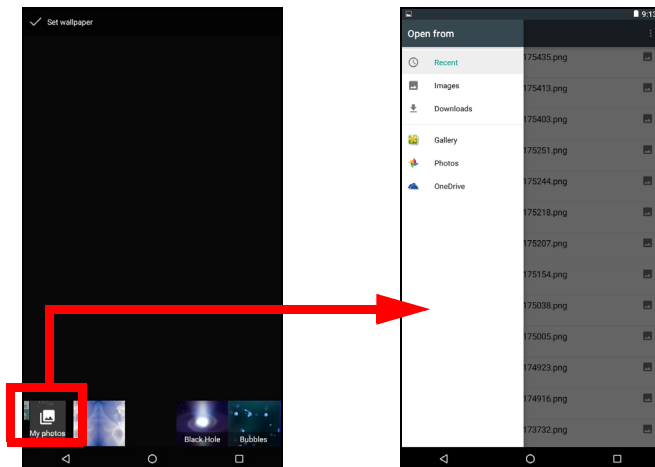 Set wallpaper
My photos
Black Hole
Bubbles
9:13
Open from
Recent
Images
Downloads
Gallery
Photos
OneDrive
175435.png
175413.png
175403.png
175251.png
175244.png
175218.png
175207.png
175154.png
175038.png
175005.png
174923.png
174916.png
173732.png